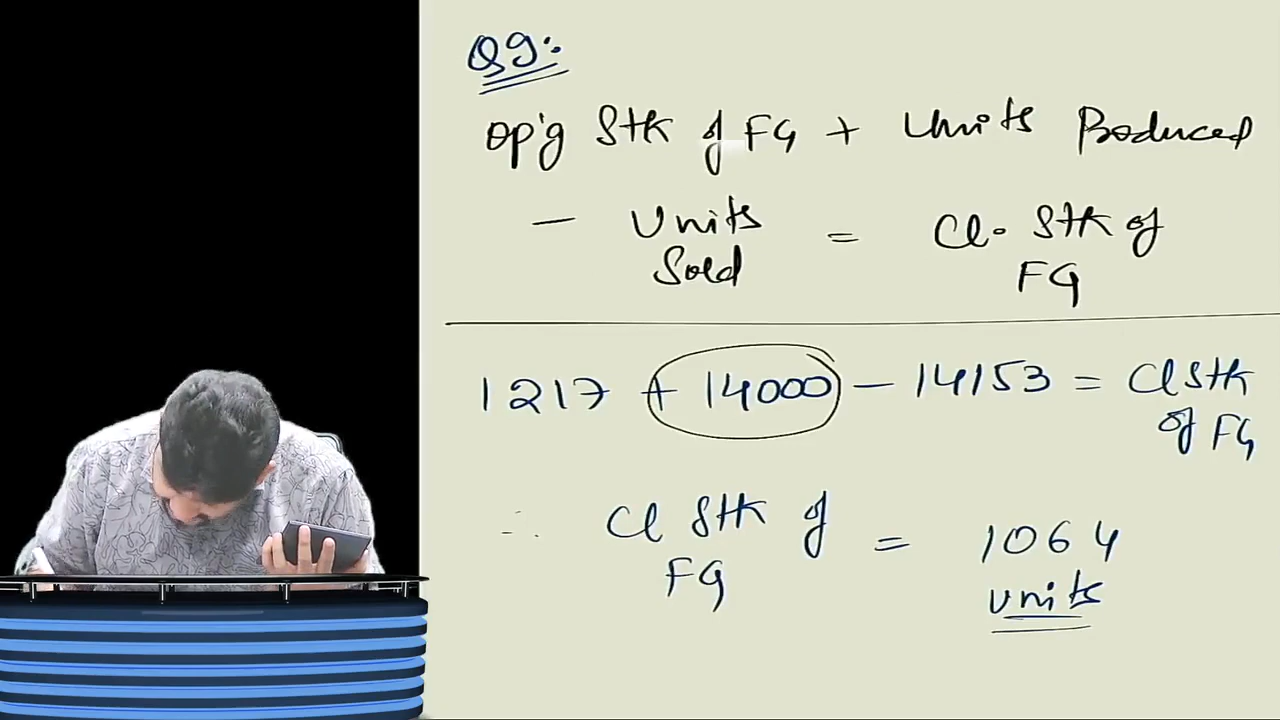 Q9:
op'g Stk of FG + Units Produced
- Units Sold = Cl. Stk of FG
1217 + 14000 - 14153 = Cl Stk of FG
∴ Cl Stk of FG = 1064 units